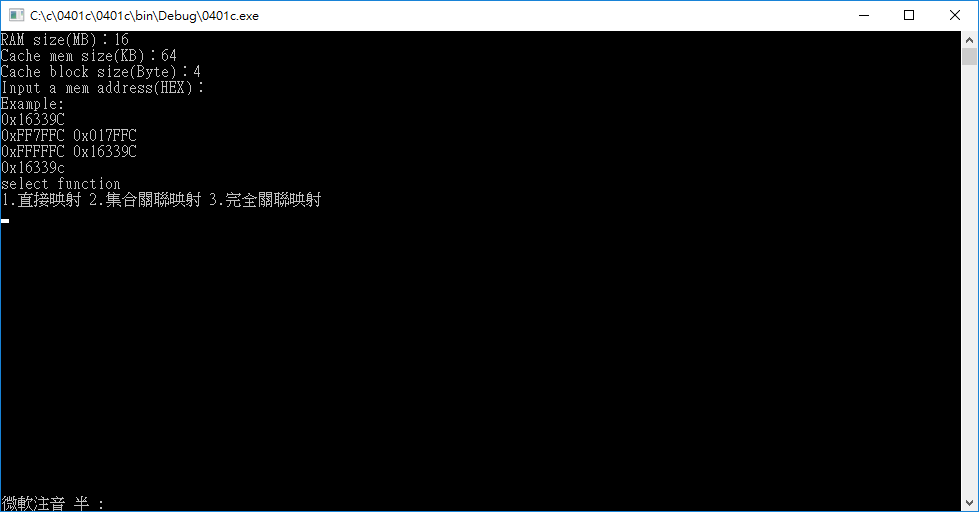 C:\c\0401c\0401c\bin\Debug\0401c.exe
RAM size(MB)：16
Cache mem size(KB)：64
Cache block size(Byte)：4
Input a mem address(HEX)：
Example:
0x16339C
0xFF7FFC 0x017FFC
0xFFFFFC 0x16339C
0x16339c
select function
1.直接映射 2.集合關聯映射 3.完全關聯映射
微軟注音 半 :